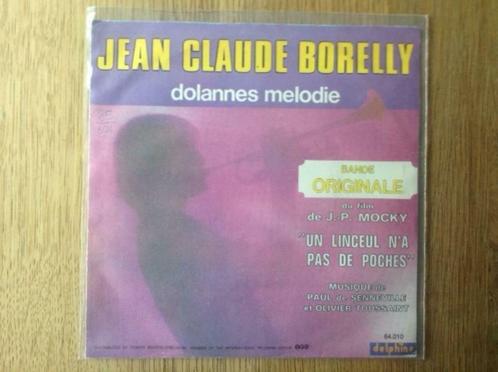 JEAN CLAUDE BORELLY
dolannes melodie
BANDE
ORIGINALE
du film
de J.P. MOCKY
"UN LINCEUL N'A
PAS DE POCHES"
MUSIQUE de
PAUL de SENNEVILLE
et OLIVIER TOUSSAINT
64.010
delphine